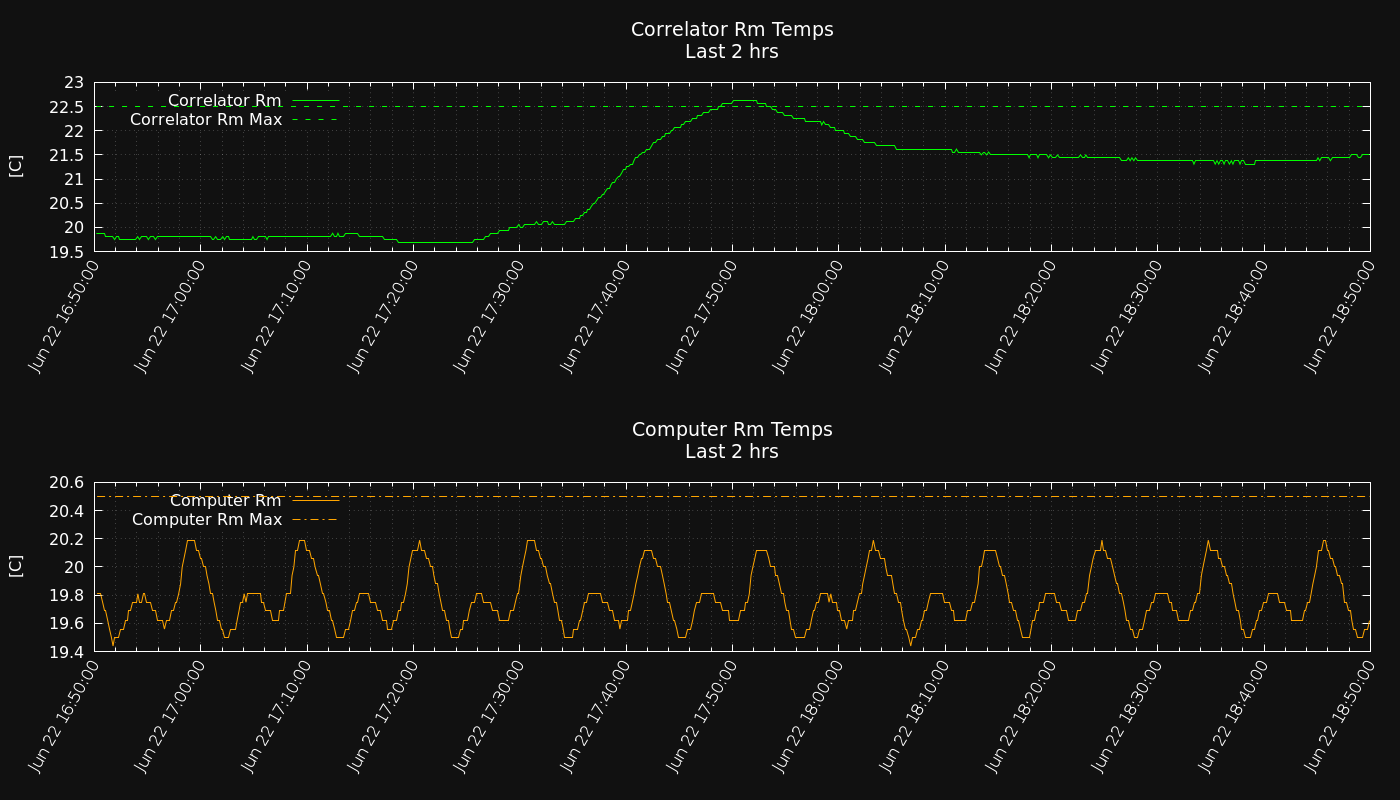 Correlator Rm Temps
Last 2 hrs
[C]
23
22.5
22
21.5
21
20.5
20
19.5
Correlator Rm
Correlator Rm Max
Jun 22 16:50:00
Jun 22 17:00:00
Jun 22 17:10:00
Jun 22 17:20:00
Jun 22 17:30:00
Jun 22 17:40:00
Jun 22 17:50:00
Jun 22 18:00:00
Jun 22 18:10:00
Jun 22 18:20:00
Jun 22 18:30:00
Jun 22 18:40:00
Jun 22 18:50:00
Computer Rm Temps
Last 2 hrs
[C]
20.6
20.4
20.2
20
19.8
19.6
19.4
Computer Rm
Computer Rm Max
Jun 22 16:50:00
Jun 22 17:00:00
Jun 22 17:10:00
Jun 22 17:20:00
Jun 22 17:30:00
Jun 22 17:40:00
Jun 22 17:50:00
Jun 22 18:00:00
Jun 22 18:10:00
Jun 22 18:20:00
Jun 22 18:30:00
Jun 22 18:40:00
Jun 22 18:50:00